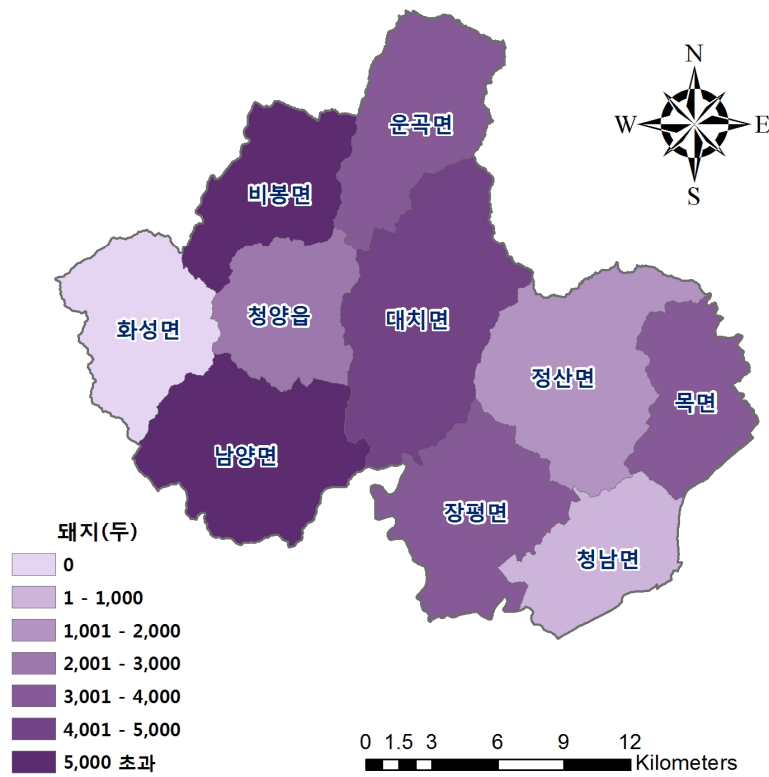 N
W
E
S
운곡면
비봉면
청양읍
화성면
대치면
정산면
목면
남양면
장평면
청남면
돼지(두)
0
1 - 1,000
1,001 - 2,000
2,001 - 3,000
3,001 - 4,000
4,001 - 5,000
5,000 초과
0 1.5 3 6 9 12
Kilometers